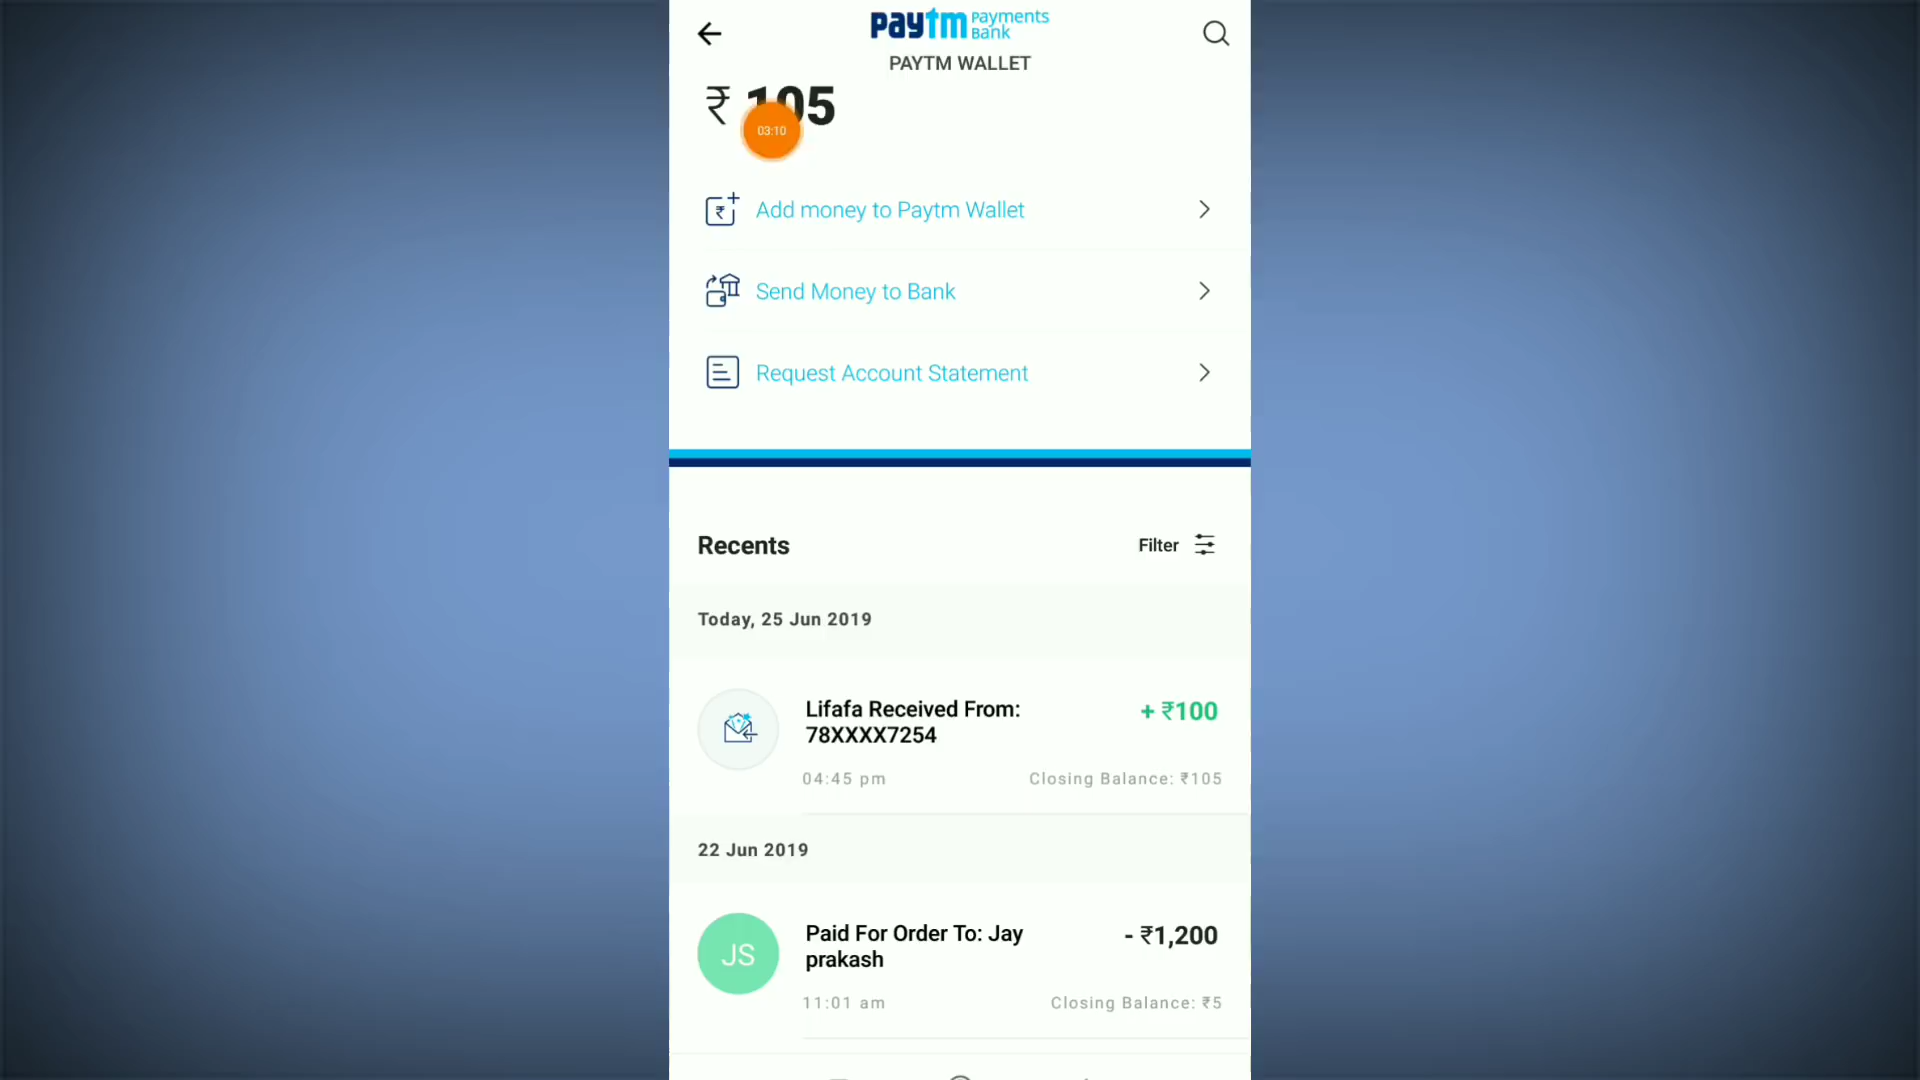 paytm Payments Bank
PAYTM WALLET
₹ 105
03:10
Add money to Paytm Wallet
Send Money to Bank
Request Account Statement
Recents
Filter
Today, 25 Jun 2019
Lifafa Received From:
78XXXX7254
+ ₹100
04:45 pm
Closing Balance: ₹105
22 Jun 2019
JS
Paid For Order To: Jay
prakash
- ₹1,200
11:01 am
Closing Balance: ₹5